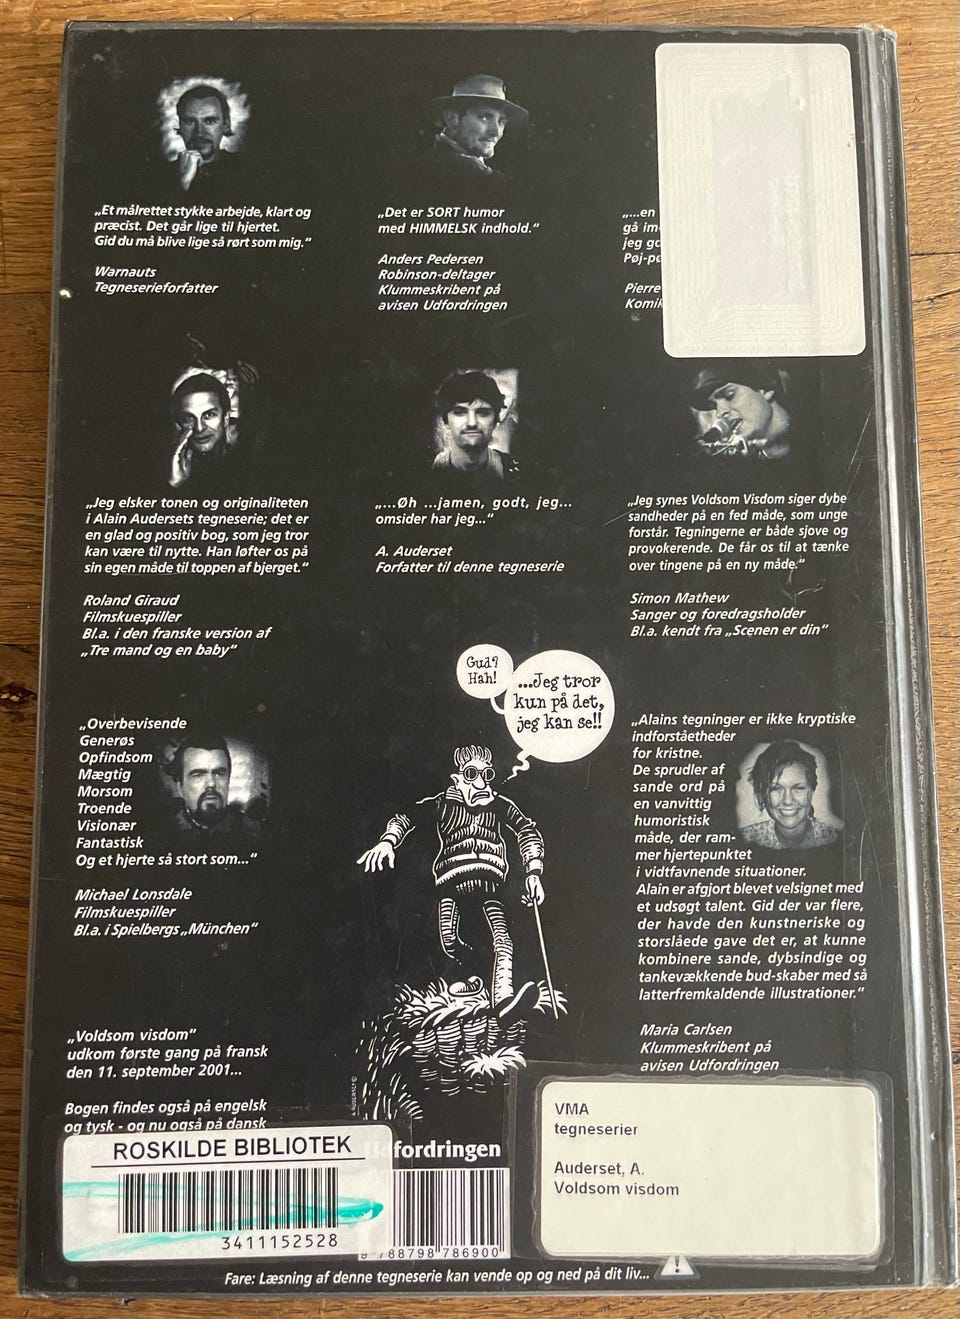 „Et målrettet stykke arbejde, klart og
præcist. Det går lige til hjertet.
Gid du må blive lige så rørt som mig.“
Warnauts
Tegneserieforfatter
„Det er SORT humor
med HIMMELSK indhold.“
Anders Pedersen
Robinson-deltager
Klummeskribent på
avisen Udfordringen
„...en
gå
jeg
Pierre
„Jeg elsker tonen og originaliteten
i Alain Audersets tegneserie; det er
en glad og positiv bog, som jeg tror
kan være til nytte. Han løfter os på
sin egen måde til toppen af bjerget.“
Roland Giraud
Filmskuespiller
Bl.a. i den franske version af
„Tre mand og en baby“
„...Øh ...jamen, godt, jeg...
omsider har jeg...“
A. Auderset
Forfatter til denne tegneserie
„Jeg synes Voldsom Visdom siger dybe
sandheder på en fed måde, som unge
forstår. Tegningerne er både sjove og
provokerende. De får os til at tænke
over tingene på en ny måde.“
Simon Mathew
Sanger og foredragsholder
Bl.a. kendt fra „Scenen er din“
„Overbevisende
Generøs
Opfindsom
Mægtig
Morsom
Troende
Visionær
Fantastisk
Og et hjerte så stort som...“
Michael Lonsdale
Filmskuespiller
Bl.a. i Spielbergs „München“
Gud?
Hah!
...Jeg tror
kun på det,
jeg kan se!!
„Alains tegninger er ikke kryptiske
indforståetheder
for kristne.
De sprudler af
sande ord på
en vanvittig
humoristisk
måde, der ram-
mer hjertepunktet
i vidtfavnende situationer.
Alain er afgjort blevet velsignet med
et udsøgt talent. Gid der var flere,
der havde den kunstneriske og
storslåede gave det er, at kunne
kombinere sande, dybsindige og
tankevækkende bud-skaber med så
latterfremkaldende illustrationer.“
Maria Carlsen
Klummeskribent på
avisen Udfordringen
„Voldsom visdom“
udkom første gang på fransk
den 11. september 2001...
Bogen findes også på engelsk
og tysk - og nu også på dansk
ROSKILDE BIBLIOTEK
3411152528
Udfordringen
9 788798 786900
VMA
tegneserier
Auderset, A.
Voldsom visdom
Fare: Læsning af denne tegneserie kan vende op og ned på dit liv... !